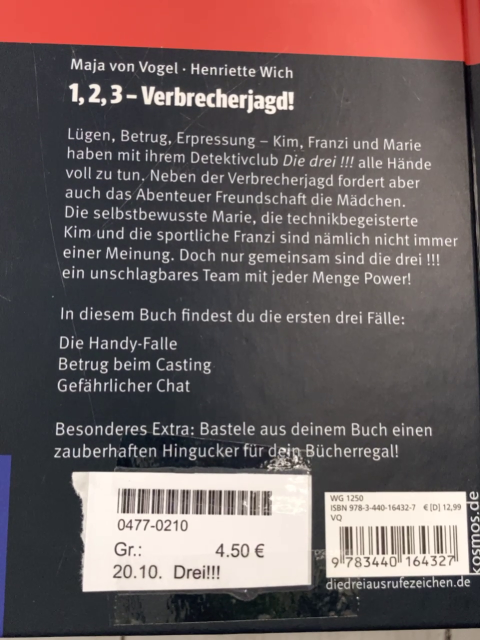 Maja von Vogel · Henriette Wich
1, 2, 3 – Verbrecherjagd!
Lügen, Betrug, Erpressung – Kim, Franzi und Marie
haben mit ihrem Detektivclub Die drei !!! alle Hände
voll zu tun. Neben der Verbrecherjagd fordert aber
auch das Abenteuer Freundschaft die Mädchen.
Die selbstbewusste Marie, die technikbegeisterte
Kim und die sportliche Franzi sind nämlich nicht immer
einer Meinung. Doch nur gemeinsam sind die drei !!!
ein unschlagbares Team mit jeder Menge Power!
In diesem Buch findest du die ersten drei Fälle:
Die Handy-Falle
Betrug beim Casting
Gefährlicher Chat
Besonderes Extra: Bastele aus deinem Buch einen
zauberhaften Hingucker für dein Bücherregal!
0477-0210
Gr.: 4.50 €
20.10. Drei!!!
WG 1250
ISBN 978-3-440-16432-7 € [D] 12,99
VQ
9 783440 164327
diedreiausrufezeichen.de
kosmos.de